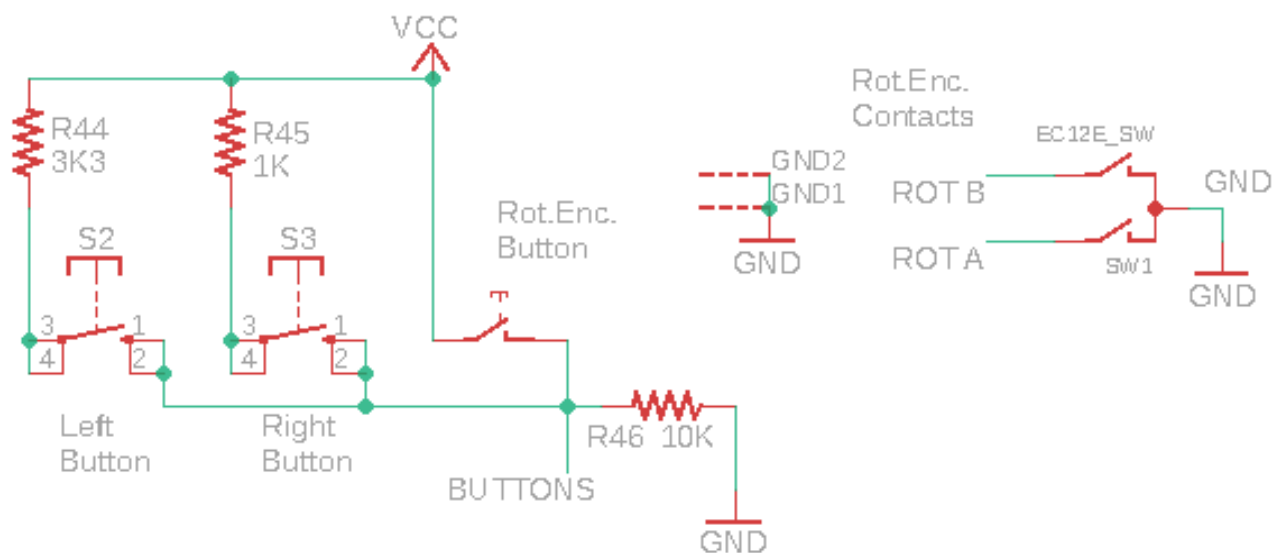 VCC
R44
3K3
R45
1K
S2
S3
3
1
4
2
3
1
4
2
Left
Button
Right
Button
Rot.Enc.
Button
BUTTONS
R46 10K
GND
GND2
GND1
GND
Rot.Enc.
Contacts
EC12E_SW
ROT B
ROT A
SW1
GND
GND